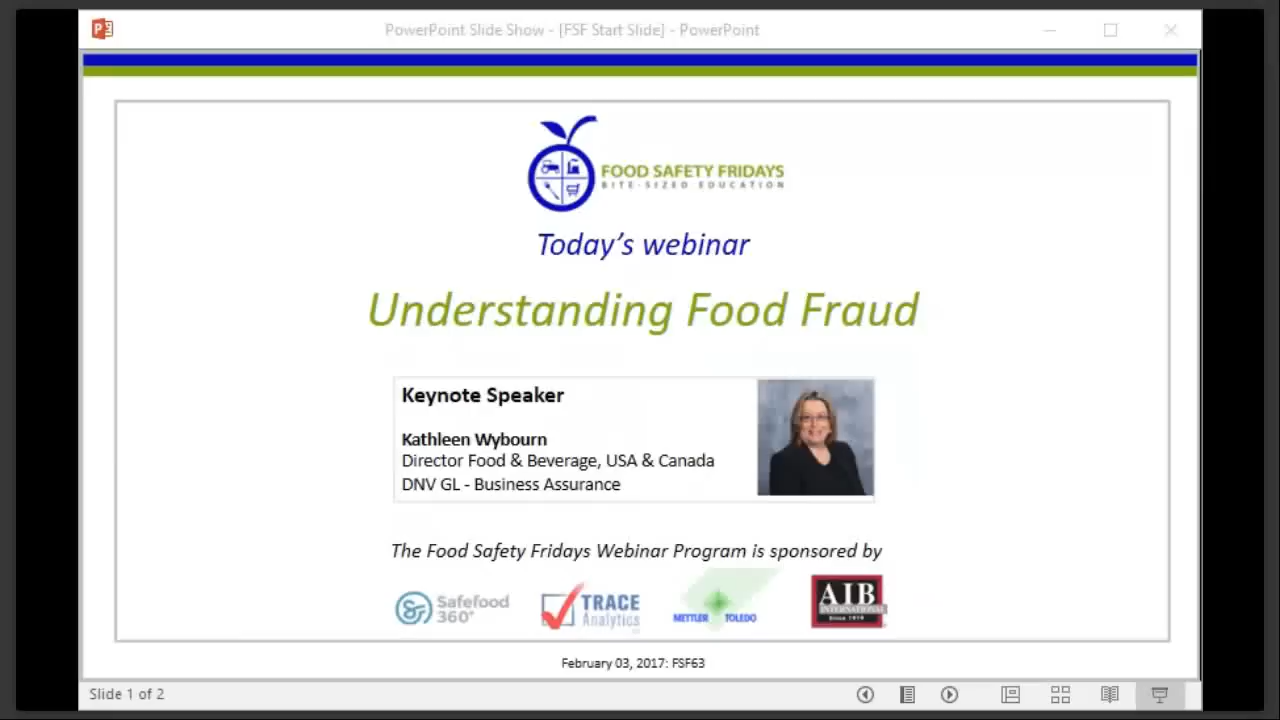 PowerPoint Slide Show - [FSF Start Slide] - PowerPoint
FOOD SAFETY FRIDAYS
BITE-SIZED EDUCATION
Today's webinar
Understanding Food Fraud
Keynote Speaker
Kathleen Wybourn
Director Food & Beverage, USA & Canada
DNV GL - Business Assurance
The Food Safety Fridays Webinar Program is sponsored by
Safefood
360°
TRACE
Analytics
METTLER TOLEDO
AIB
INTERNATIONAL
February 03, 2017: FSF63
Slide 1 of 2